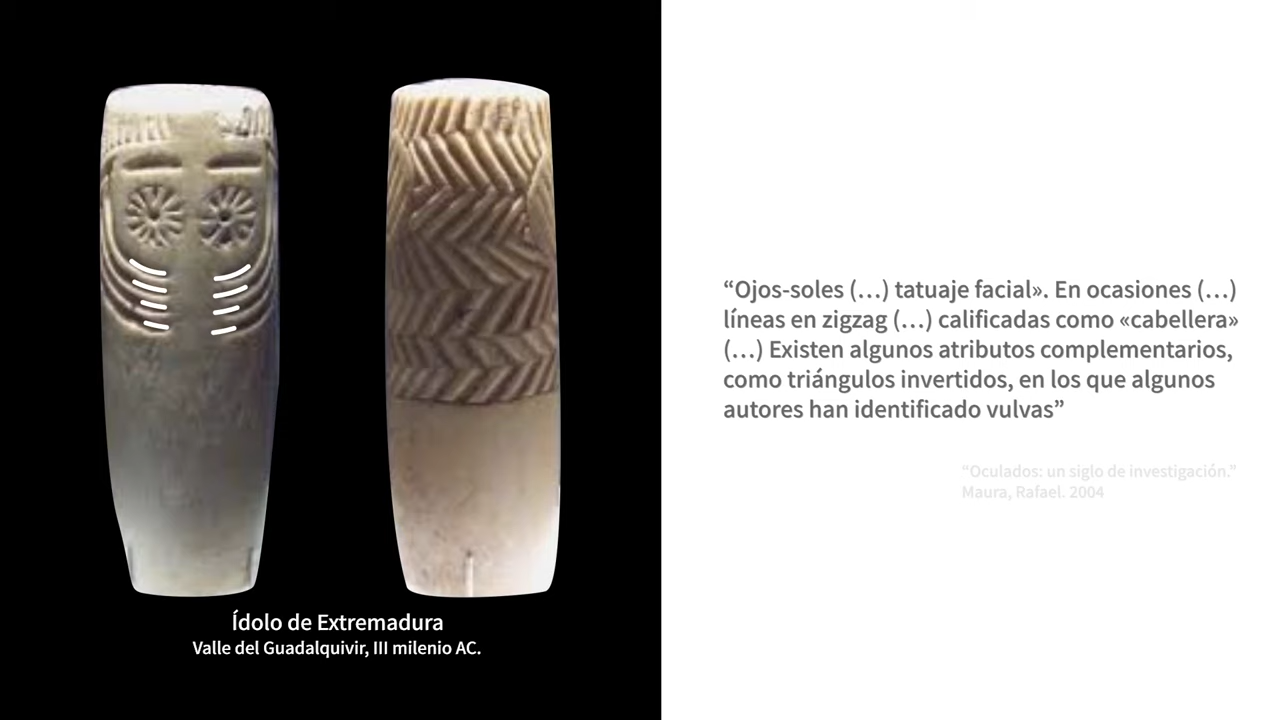 Ídolo de Extremadura
Valle del Guadalquivir, III milenio AC.
“Ojos-soles (…) tatuaje facial». En ocasiones (…)
líneas en zigzag (…) calificadas como «cabellera»
(…) Existen algunos atributos complementarios,
como triángulos invertidos, en los que algunos
autores han identificado vulvas”
“Oculados: un siglo de investigación.”
Maura, Rafael. 2004